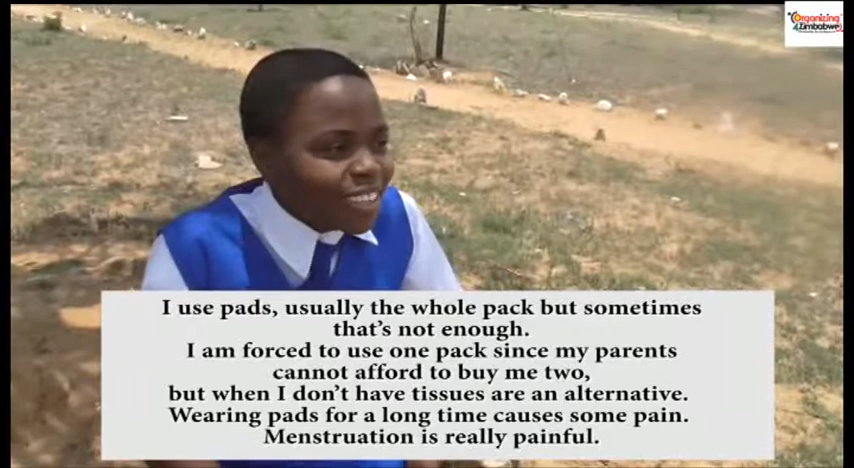 Organizing
4Zimbabwe
I use pads, usually the whole pack but sometimes
that's not enough.
I am forced to use one pack since my parents
cannot afford to buy me two,
but when I don't have tissues are an alternative.
Wearing pads for a long time causes some pain.
Menstruation is really painful.